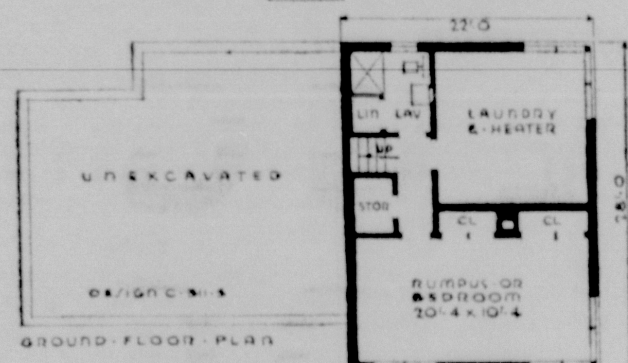 22'0
LIN
LAV
LAUNDRY
& HEATER
UP
UNEXCAVATED
STOR
CL
CL
RUMPUS-OR
BEDROOM
20'-4 X 10'-4
GROUND-FLOOR-PLAN